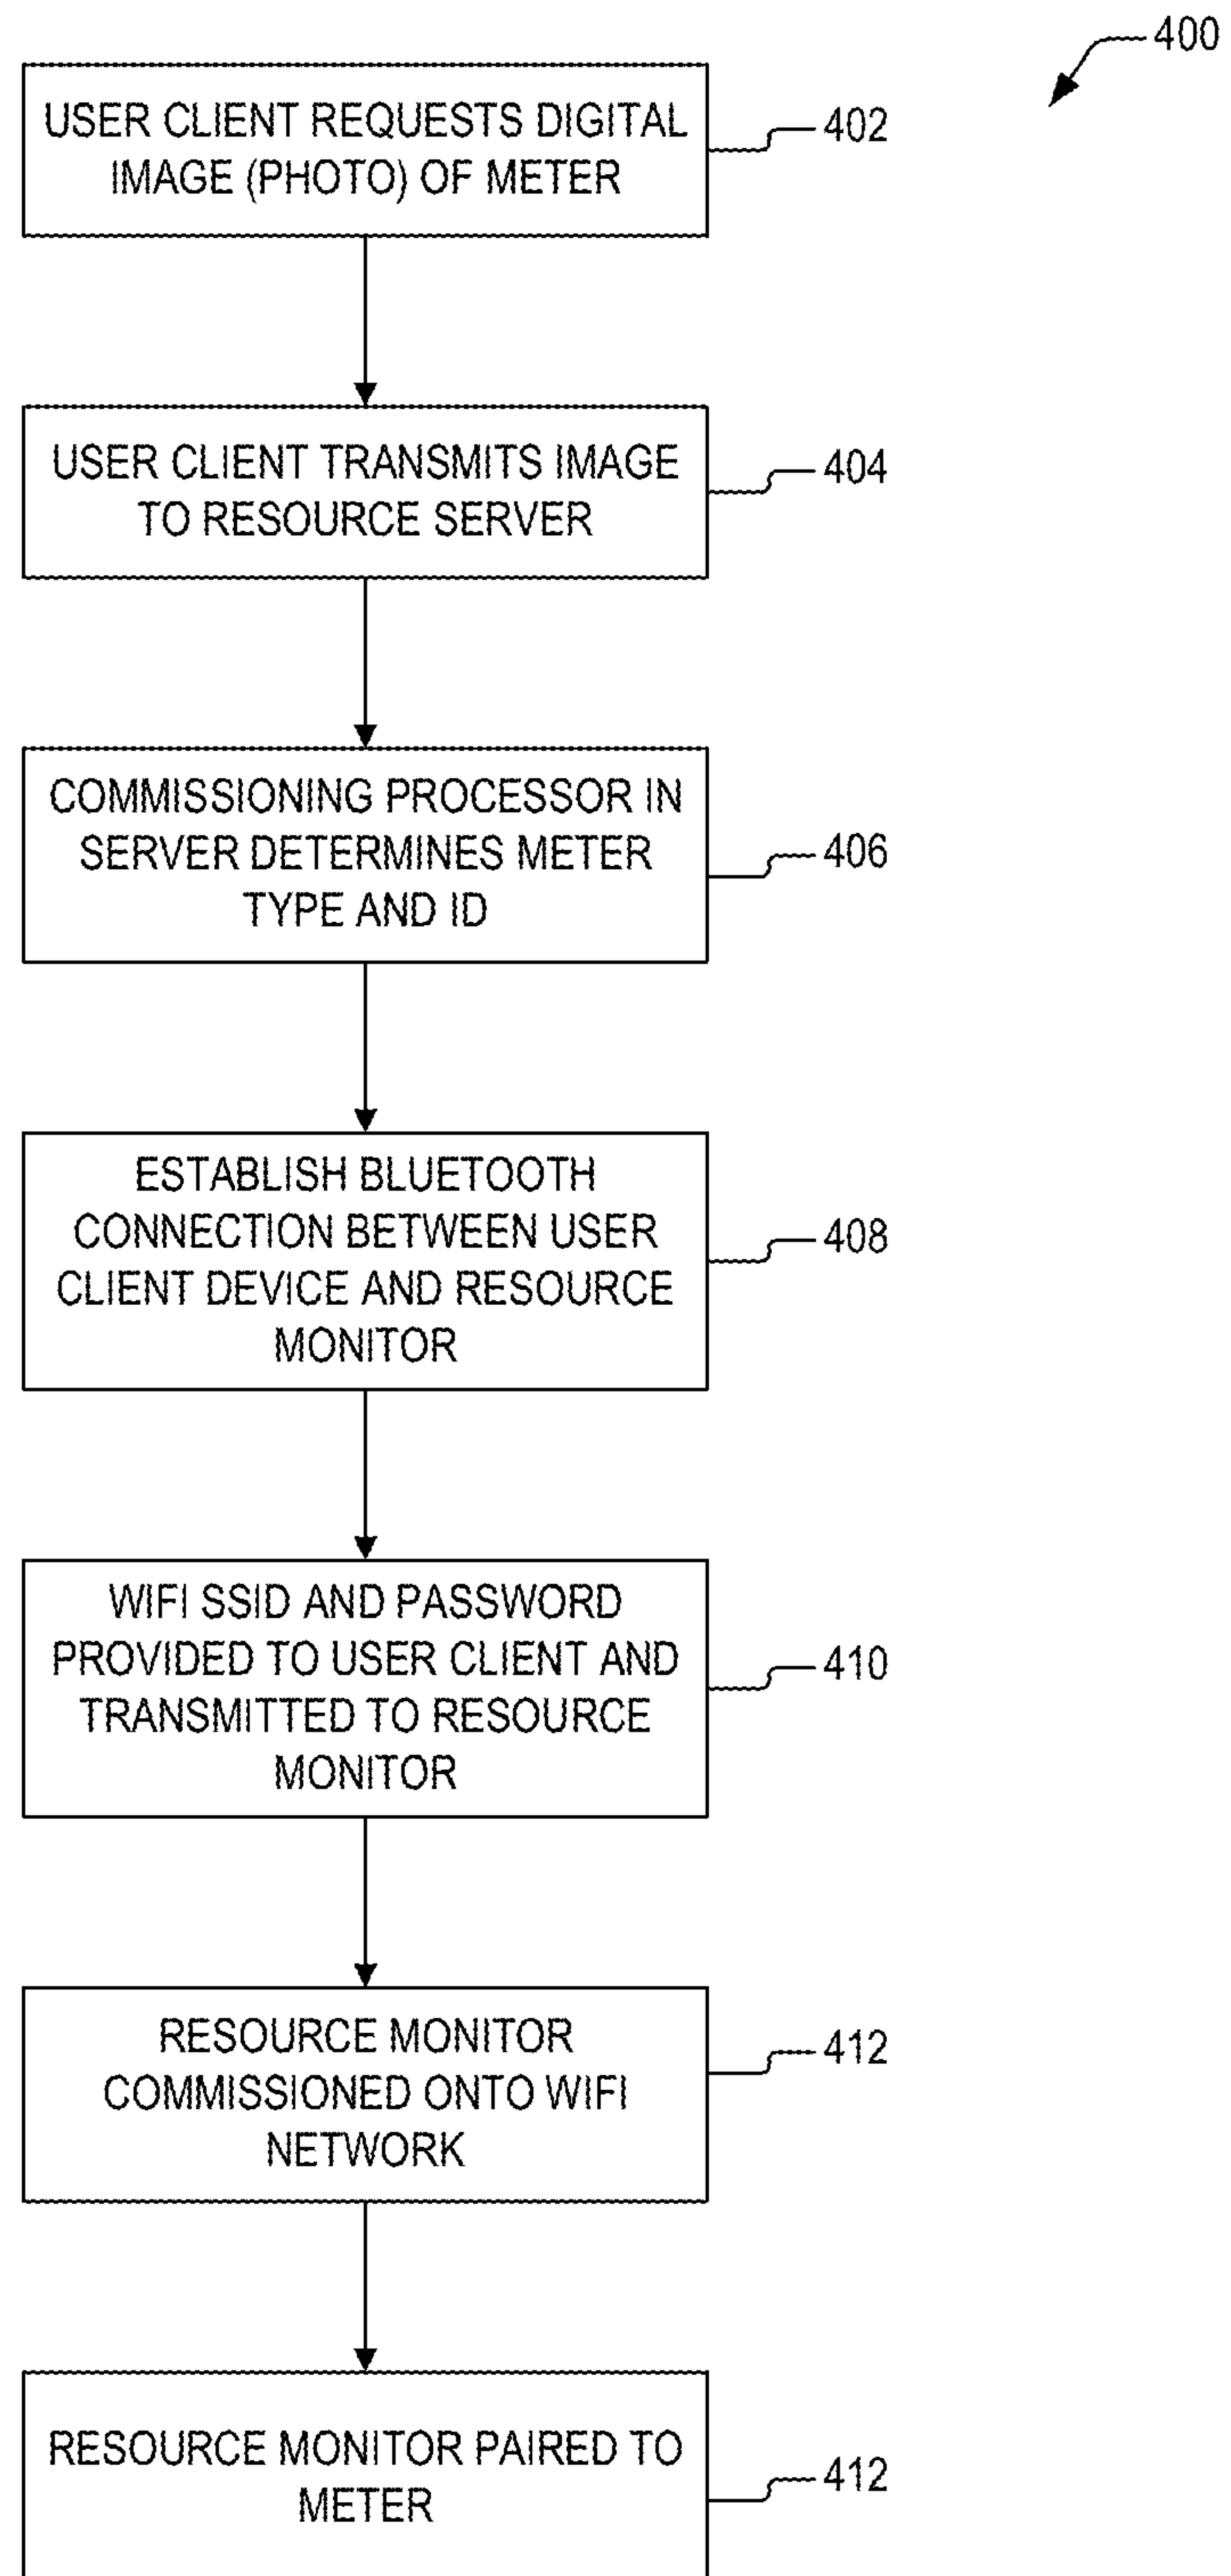 400
USER CLIENT REQUESTS DIGITAL
IMAGE (PHOTO) OF METER
402
USER CLIENT TRANSMITS IMAGE
TO RESOURCE SERVER
404
COMMISSIONING PROCESSOR IN
SERVER DETERMINES METER
TYPE AND ID
406
ESTABLISH BLUETOOTH
CONNECTION BETWEEN USER
CLIENT DEVICE AND RESOURCE
MONITOR
408
WIFI SSID AND PASSWORD
PROVIDED TO USER CLIENT AND
TRANSMITTED TO RESOURCE
MONITOR
410
RESOURCE MONITOR
COMMISSIONED ONTO WIFI
NETWORK
412
RESOURCE MONITOR PAIRED TO
METER
412